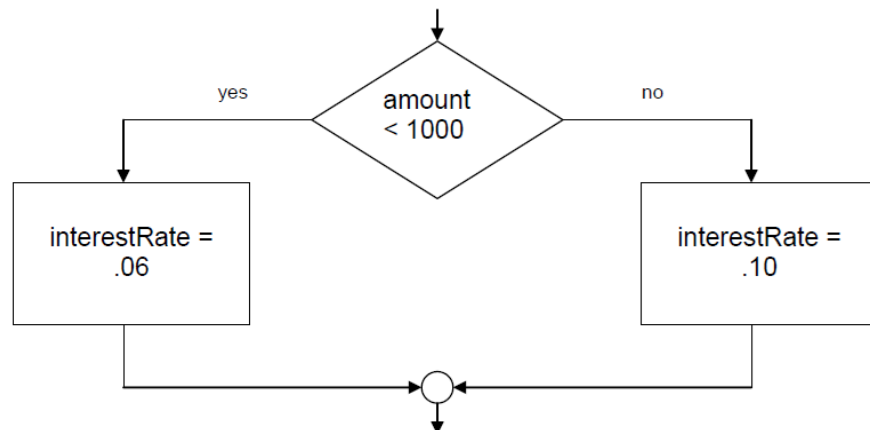 yes
amount
< 1000
no
interestRate =
.06
interestRate =
.10